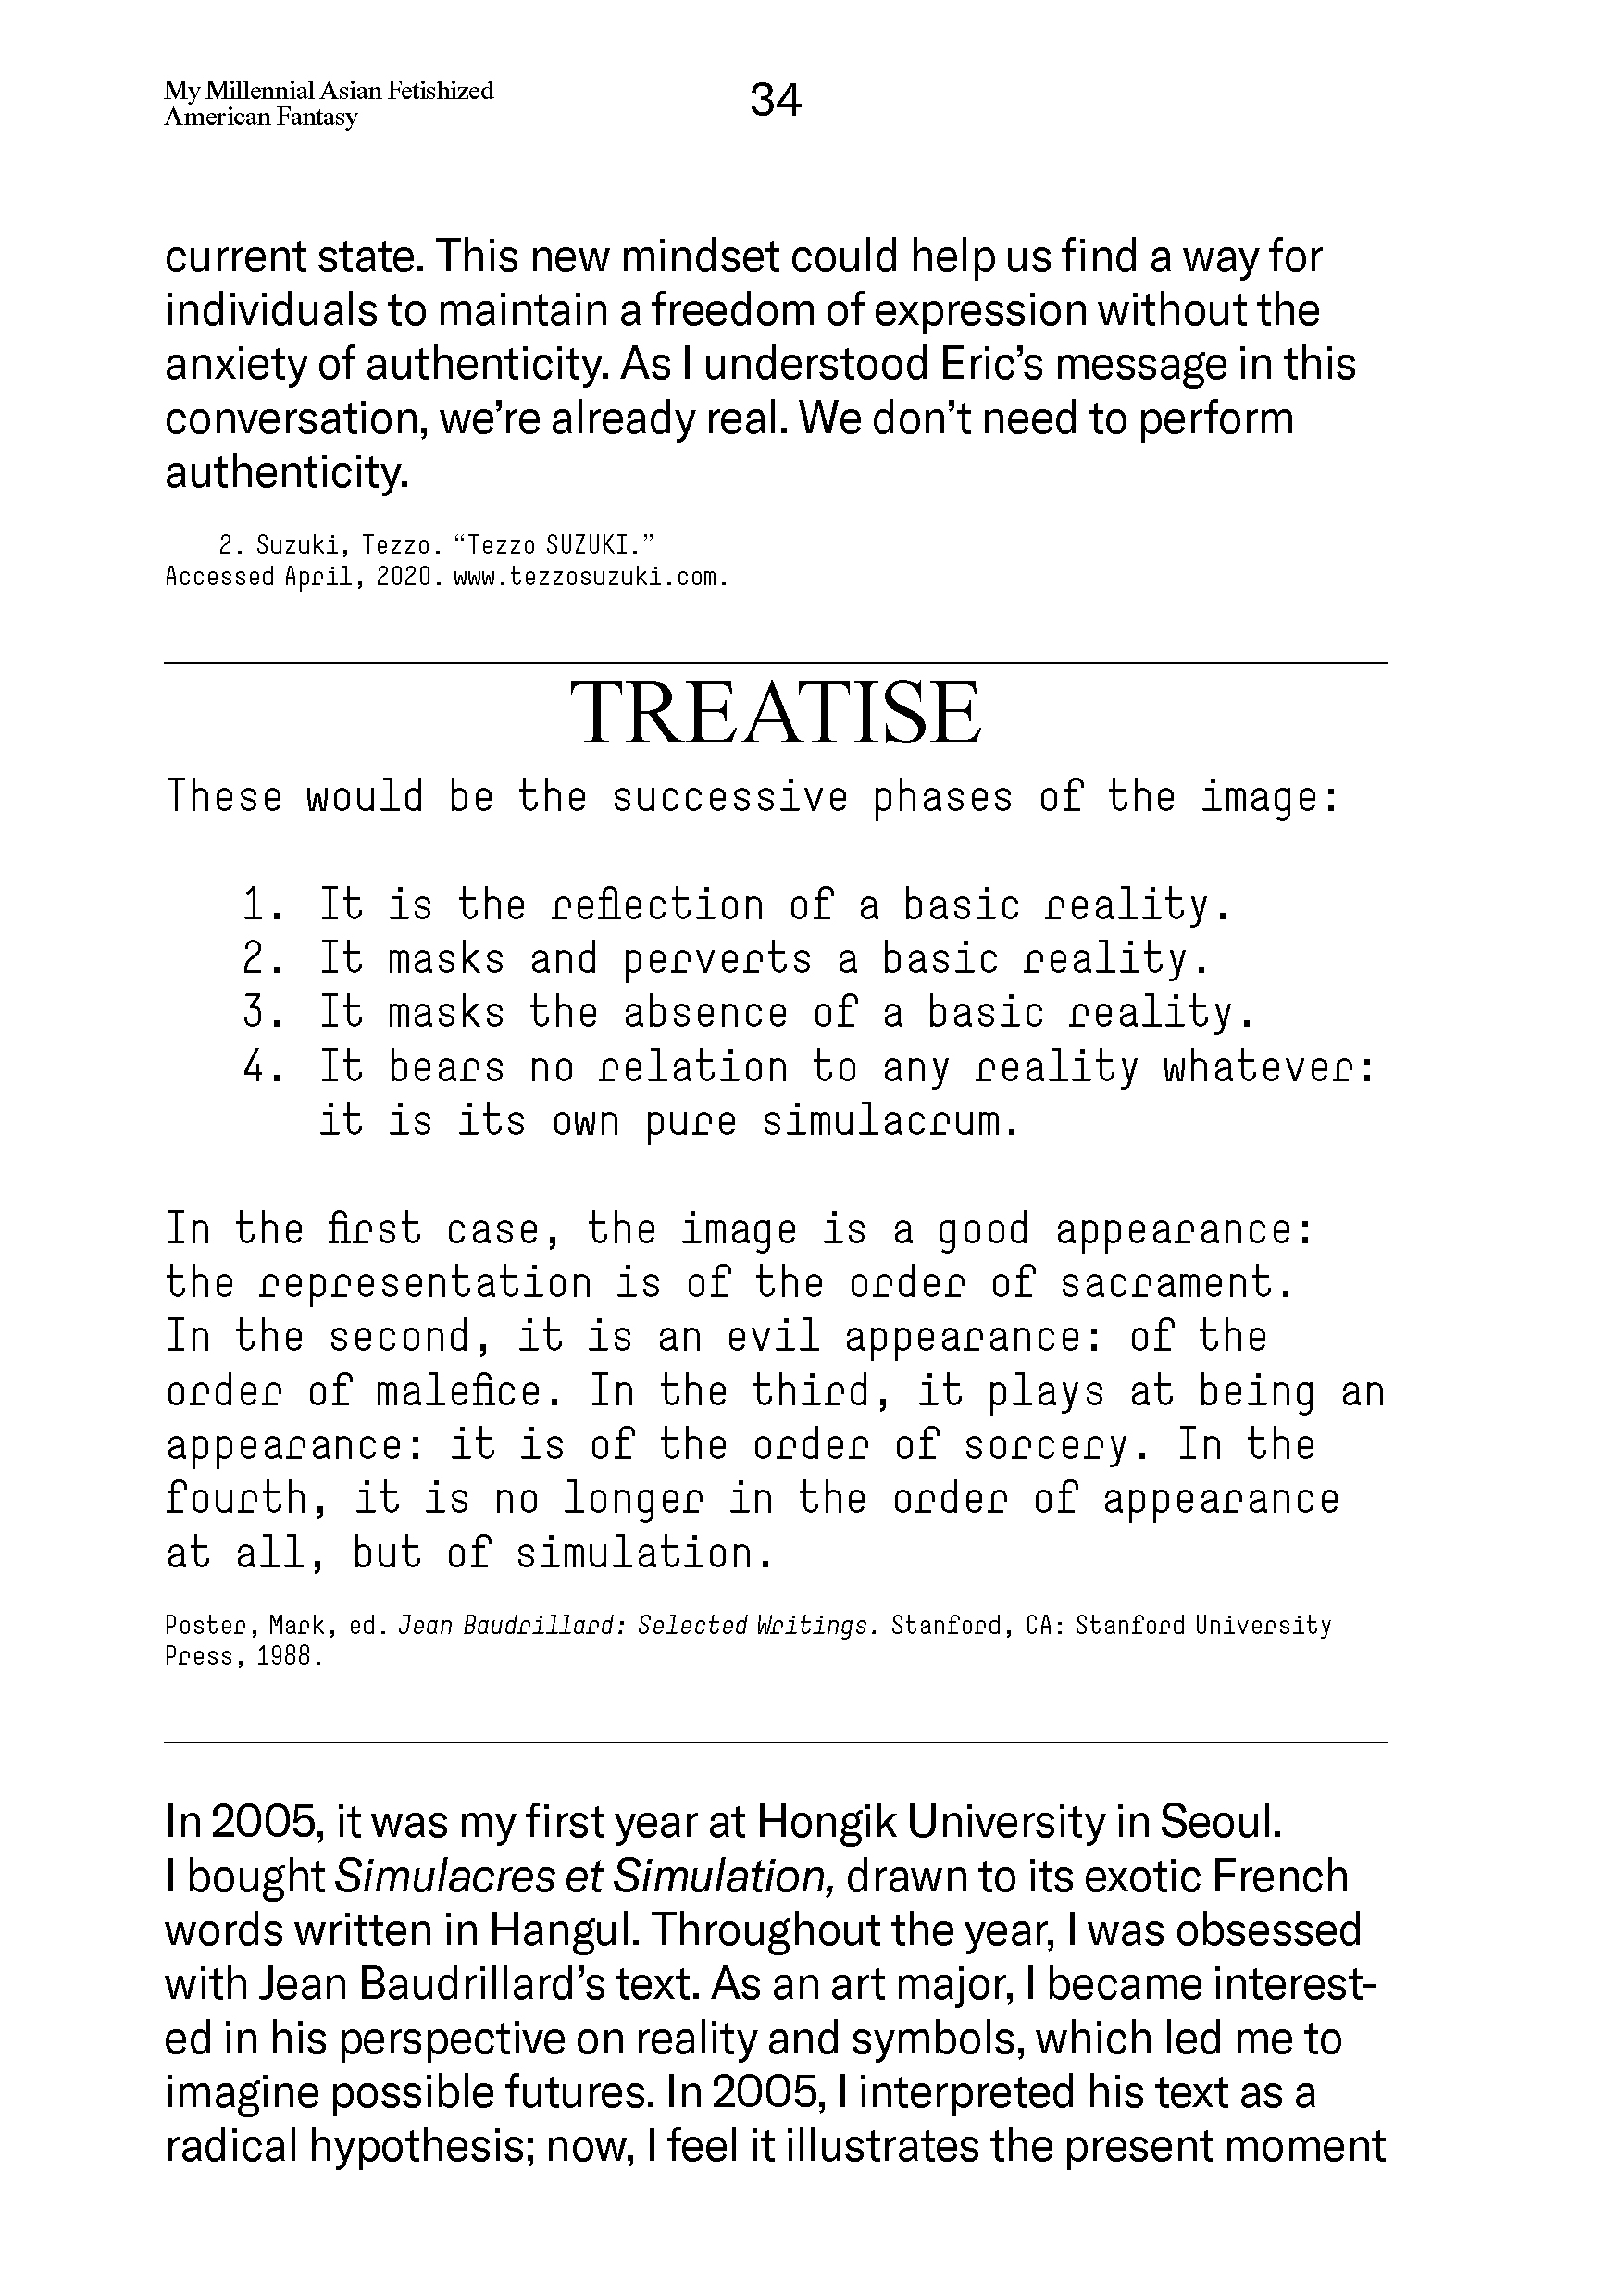 My Millennial Asian Fetishized
American Fantasy
34
current state. This new mindset could help us find a way for
individuals to maintain a freedom of expression without the
anxiety of authenticity. As I understood Eric’s message in this
conversation, we’re already real. We don’t need to perform
authenticity.
2. Suzuki, Tezzo. “Tezzo SUZUKI.”
Accessed April, 2020. www.tezzosuzuki.com.
TREATISE
These would be the successive phases of the image:
1. It is the reflection of a basic reality.
2. It masks and perverts a basic reality.
3. It masks the absence of a basic reality.
4. It bears no relation to any reality whatever:
it is its own pure simulacrum.
In the first case, the image is a good appearance:
the representation is of the order of sacrament.
In the second, it is an evil appearance: of the
order of malefice. In the third, it plays at being an
appearance: it is of the order of sorcery. In the
fourth, it is no longer in the order of appearance
at all, but of simulation.
Poster, Mark, ed. Jean Baudrillard: Selected Writings. Stanford, CA: Stanford University
Press, 1988.
In 2005, it was my first year at Hongik University in Seoul.
I bought Simulacres et Simulation, drawn to its exotic French
words written in Hangul. Throughout the year, I was obsessed
with Jean Baudrillard’s text. As an art major, I became interest-
ed in his perspective on reality and symbols, which led me to
imagine possible futures. In 2005, I interpreted his text as a
radical hypothesis; now, I feel it illustrates the present moment